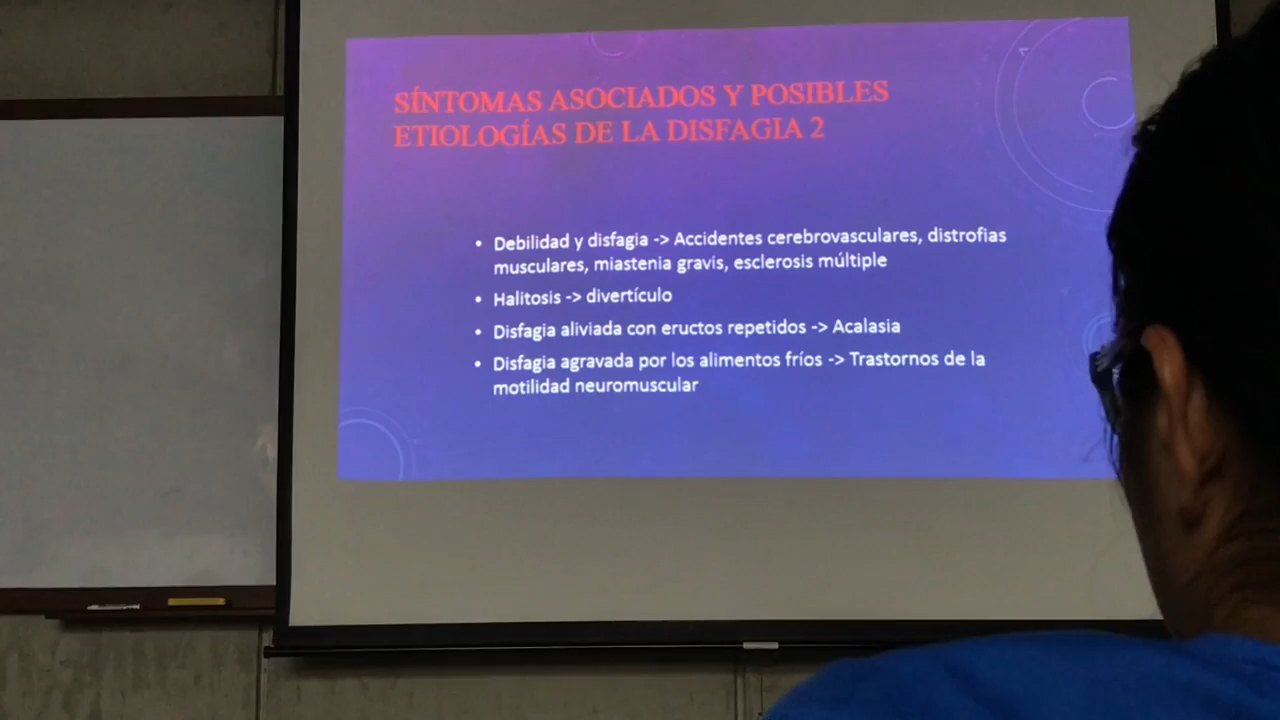 SÍNTOMAS ASOCIADOS Y POSIBLES
ETIOLOGÍAS DE LA DISFAGIA 2
• Debilidad y disfagia -> Accidentes cerebrovasculares, distrofias
musculares, miastenia gravis, esclerosis múltiple
• Halitosis -> divertículo
• Disfagia aliviada con eructos repetidos -> Acalasia
• Disfagia agravada por los alimentos fríos -> Trastornos de la
motilidad neuromuscular